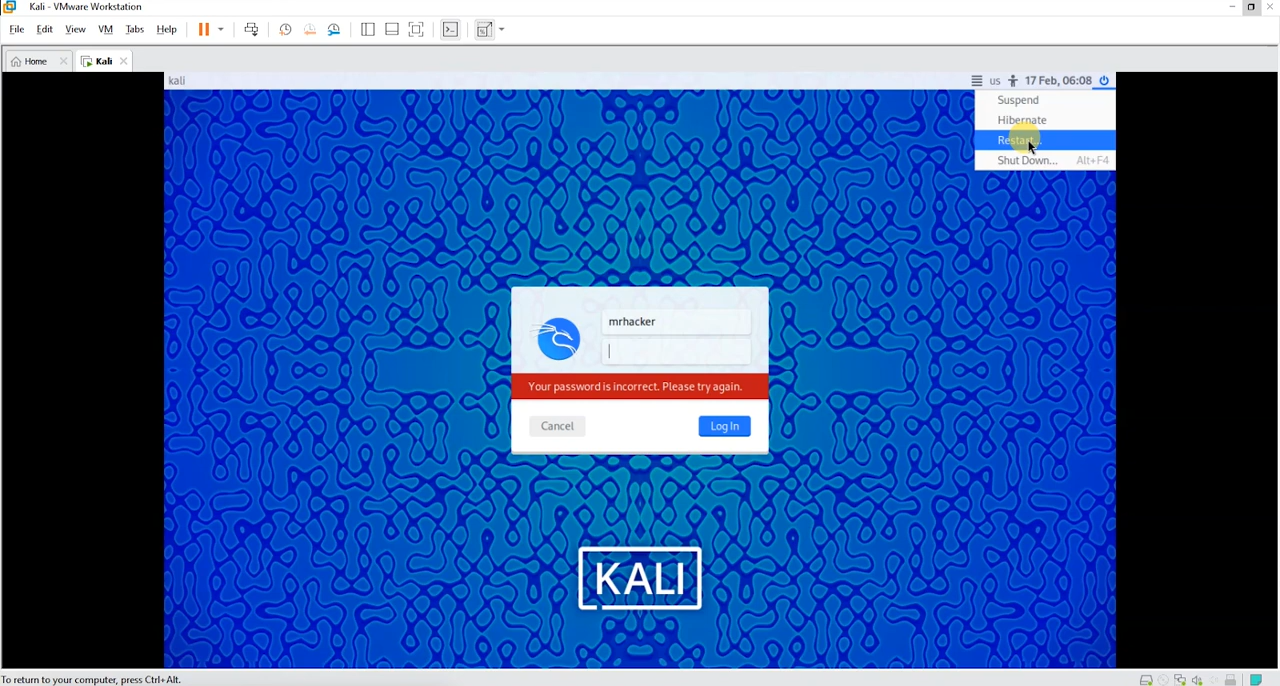 Kali - VMware Workstation
File Edit View VM Tabs Help
Home
Kali
kali
us 17 Feb, 06:08
Suspend
Hibernate
Restart...
Shut Down... Alt+F4
mrhacker
Your password is incorrect. Please try again.
Cancel
Log In
KALI
To return to your computer, press Ctrl+Alt.